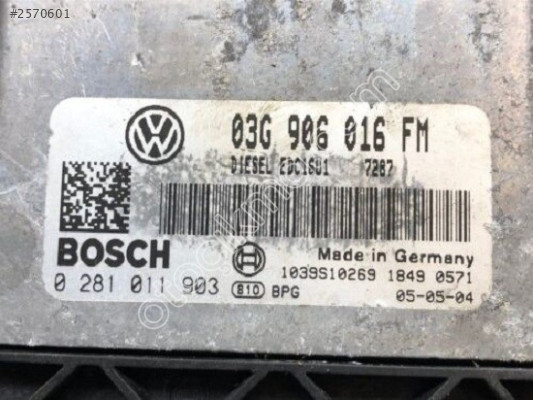 #2570601
03G 906 016 FM
DIESEL EDC16U1 7287
BOSCH
Made in Germany
0 281 011 903 810 BPG
1039S10269 1849 0571
05-05-04